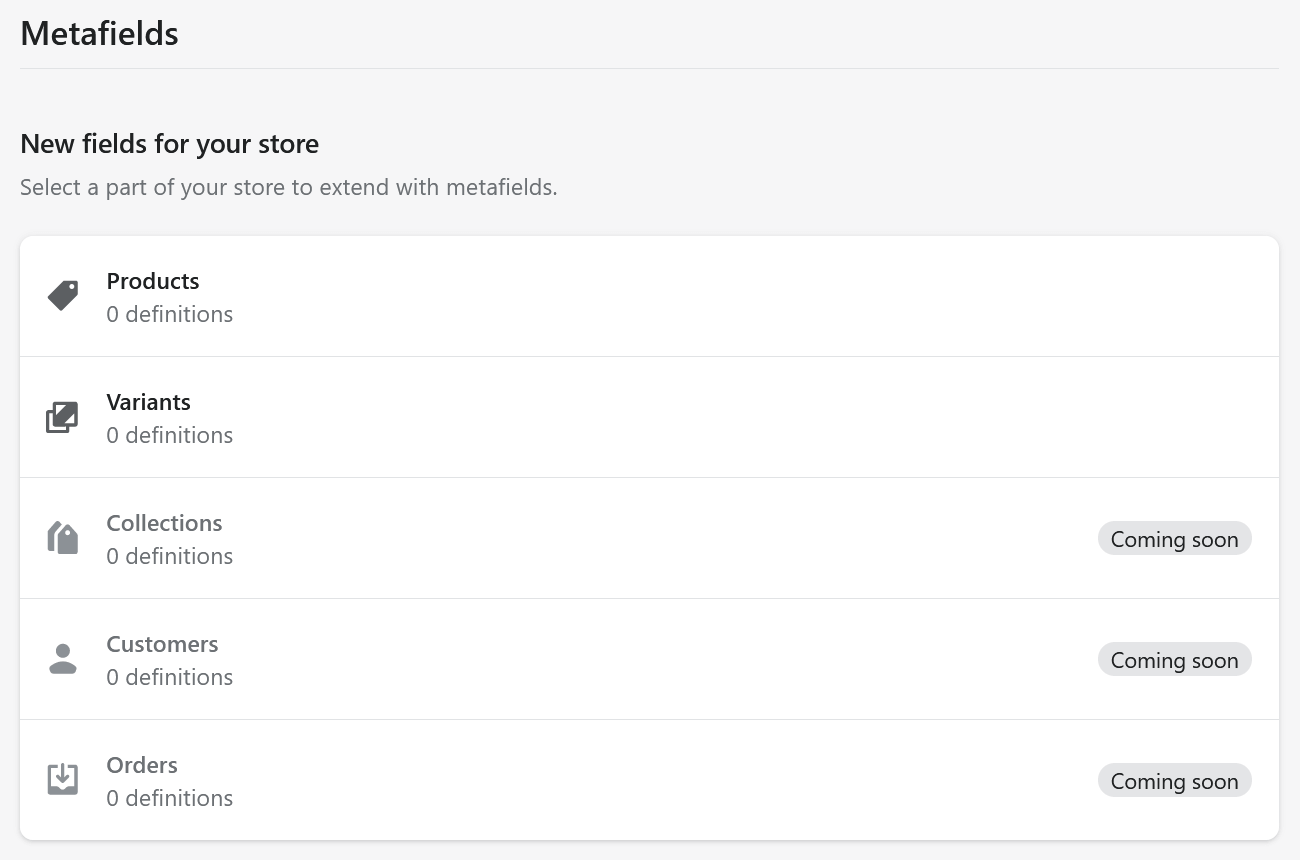 Metafields
New fields for your store
Select a part of your store to extend with metafields.
Products
0 definitions
Variants
0 definitions
Collections
0 definitions
Coming soon
Customers
0 definitions
Coming soon
Orders
0 definitions
Coming soon